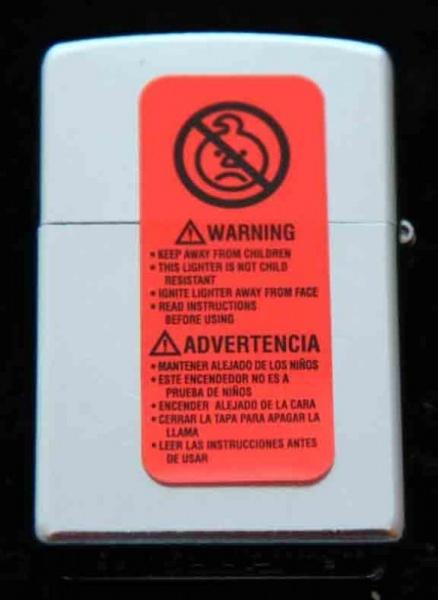 WARNING
• KEEP AWAY FROM CHILDREN
• THIS LIGHTER IS NOT CHILD
RESISTANT
• IGNITE LIGHTER AWAY FROM FACE
• READ INSTRUCTIONS
BEFORE USING
ADVERTENCIA
• MANTENER ALEJADO DE LOS NIÑOS
• ESTE ENCENDEDOR NO ES A
PRUEBA DE NIÑOS
• ENCENDER ALEJADO DE LA CARA
• CERRAR LA TAPA PARA APAGAR LA
LLAMA
• LEER LAS INSTRUCCIONES ANTES
DE USAR